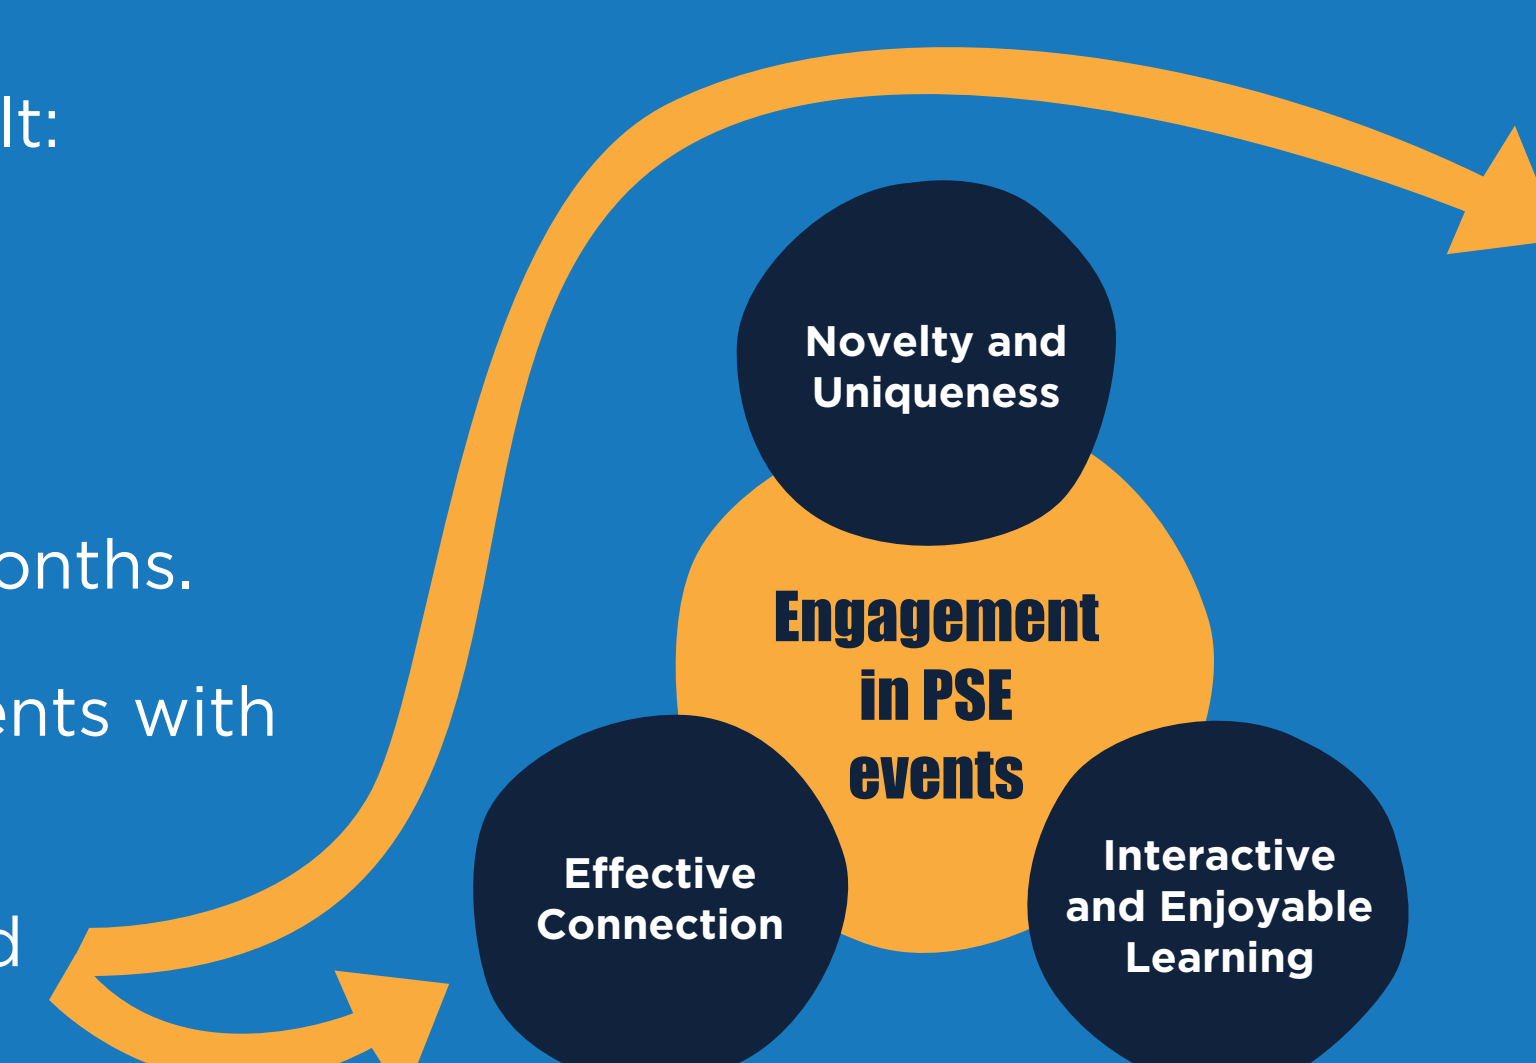 lt:
onths.
ents with
d
Novelty and
Uniqueness
Engagement
in PSE
events
Effective
Connection
Interactive
and Enjoyable
Learning